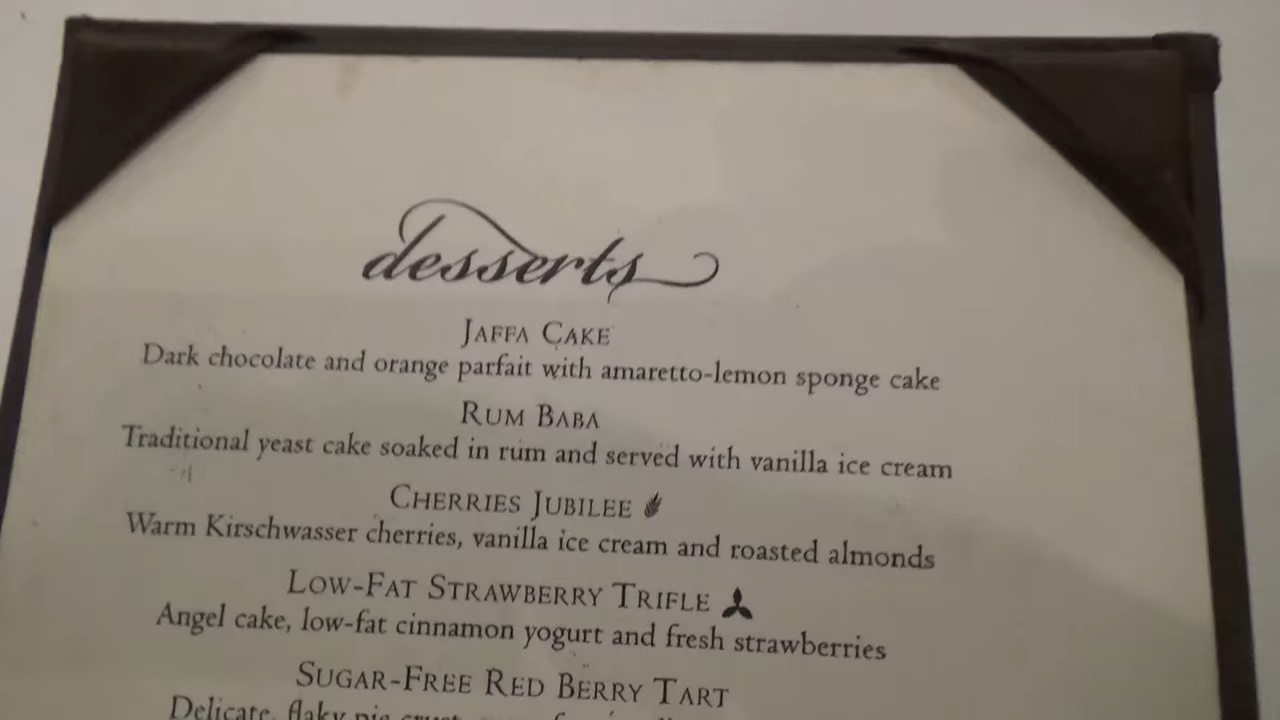 desserts
JAFFA CAKE
Dark chocolate and orange parfait with amaretto-lemon sponge cake
RUM BABA
Traditional yeast cake soaked in rum and served with vanilla ice cream
CHERRIES JUBILEE
Warm Kirschwasser cherries, vanilla ice cream and roasted almonds
LOW-FAT STRAWBERRY TRIFLE
Angel cake, low-fat cinnamon yogurt and fresh strawberries
SUGAR-FREE RED BERRY TART
Delicate, flaky pie